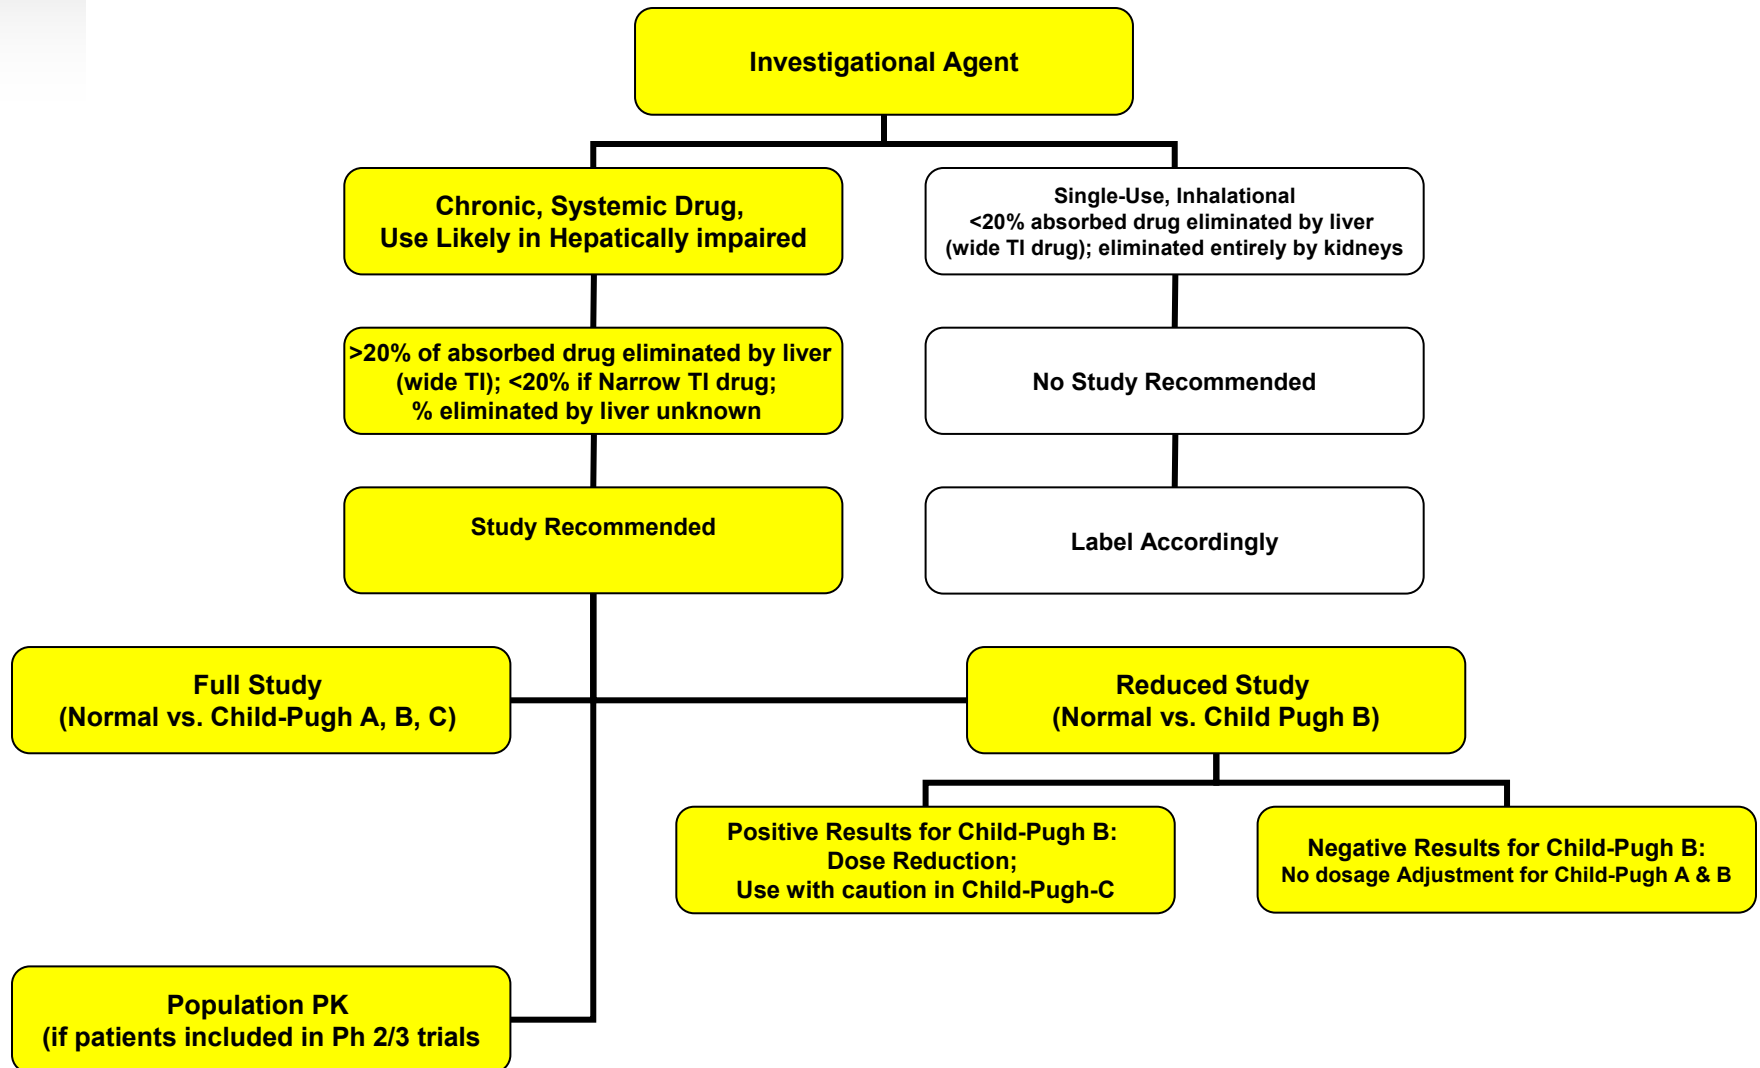 Investigational Agent
Chronic, Systemic Drug,
Use Likely in Hepatically impaired
Single-Use, Inhalational
<20% absorbed drug eliminated by liver
(wide TI drug); eliminated entirely by kidneys
>20% of absorbed drug eliminated by liver
(wide TI); <20% if Narrow TI drug;
% eliminated by liver unknown
No Study Recommended
Study Recommended
Label Accordingly
Full Study
(Normal vs. Child-Pugh A, B, C)
Reduced Study
(Normal vs. Child Pugh B)
Positive Results for Child-Pugh B:
Dose Reduction;
Use with caution in Child-Pugh-C
Negative Results for Child-Pugh B:
No dosage Adjustment for Child-Pugh A & B
Population PK
(if patients included in Ph 2/3 trials